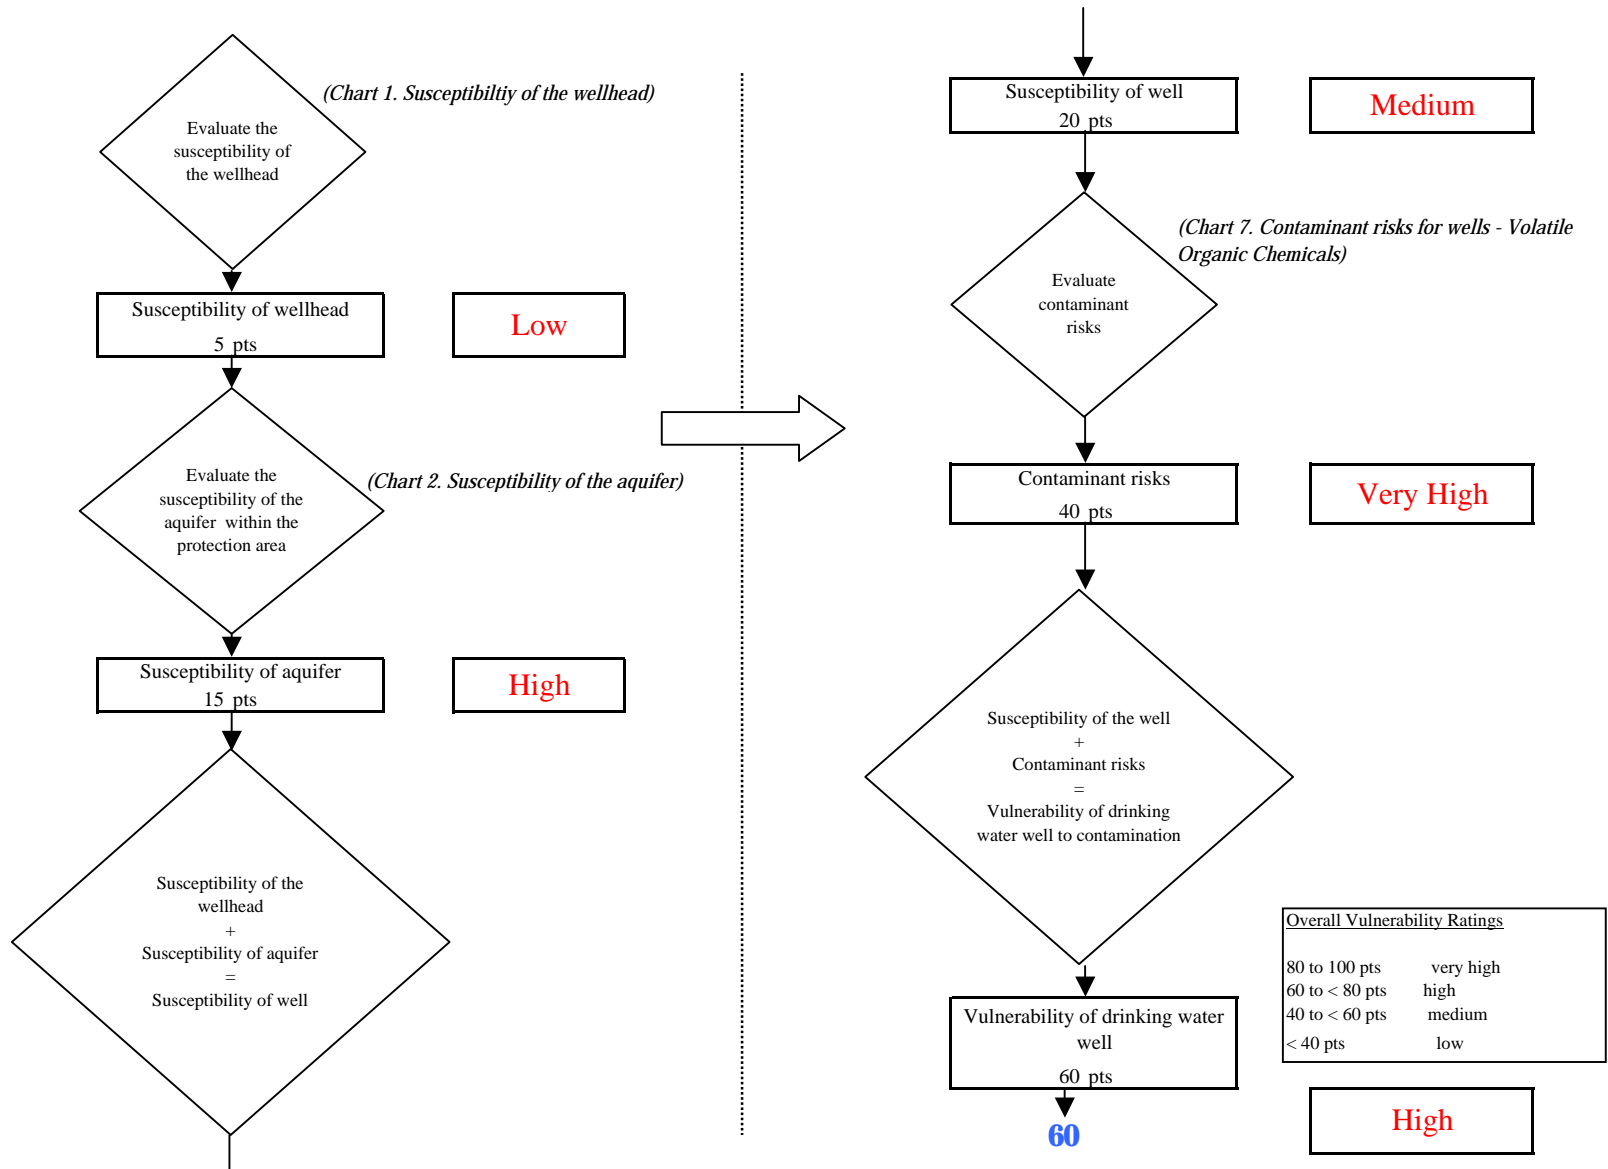 (Chart 1. Susceptibiltiy of the wellhead)
Evaluate the
susceptibility of
the wellhead
Susceptibility of wellhead
5 pts
Low
Evaluate the
susceptibility of the
aquifer within the
protection area
(Chart 2. Susceptibility of the aquifer)
Susceptibility of aquifer
15 pts
High
Susceptibility of the
wellhead
+
Susceptibility of aquifer
=
Susceptibility of well
Susceptibility of well
20 pts
Medium
(Chart 7. Contaminant risks for wells - Volatile
Organic Chemicals)
Evaluate
contaminant
risks
Contaminant risks
40 pts
Very High
Susceptibility of the well
+
Contaminant risks
=
Vulnerability of drinking
water well to contamination
Overall Vulnerability Ratings
80 to 100 pts very high
60 to < 80 pts high
40 to < 60 pts medium
< 40 pts low
Vulnerability of drinking water
well
60 pts
60
High